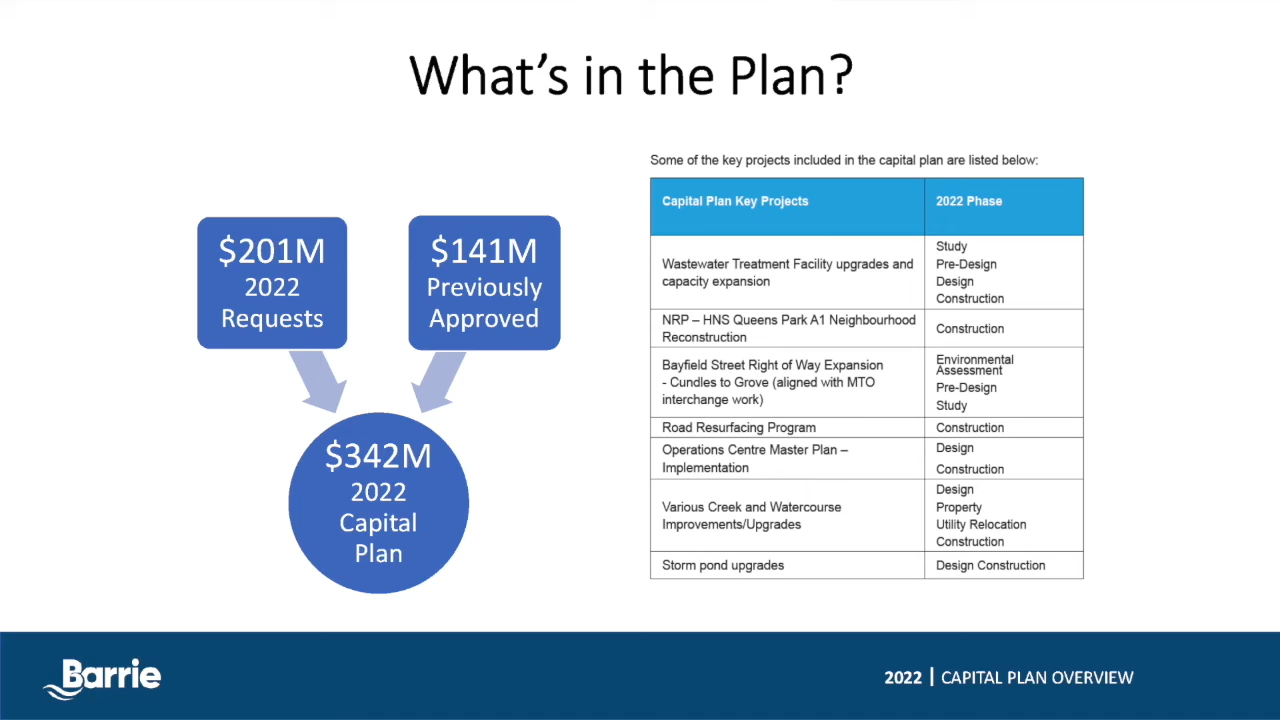 What's in the Plan?
$201M
2022
Requests
$141M
Previously
Approved
$342M
2022
Capital
Plan
Some of the key projects included in the capital plan are listed below:
Capital Plan Key Projects
2022 Phase
Wastewater Treatment Facility upgrades and
capacity expansion
Study
Pre-Design
Design
Construction
NRP – HNS Queens Park A1 Neighbourhood
Reconstruction
Construction
Bayfield Street Right of Way Expansion
- Cundles to Grove (aligned with MTO
interchange work)
Environmental
Assessment
Pre-Design
Study
Road Resurfacing Program
Construction
Operations Centre Master Plan –
Implementation
Design
Construction
Various Creek and Watercourse
Improvements/Upgrades
Design
Property
Utility Relocation
Construction
Storm pond upgrades
Design Construction
Barrie
2022 | CAPITAL PLAN OVERVIEW